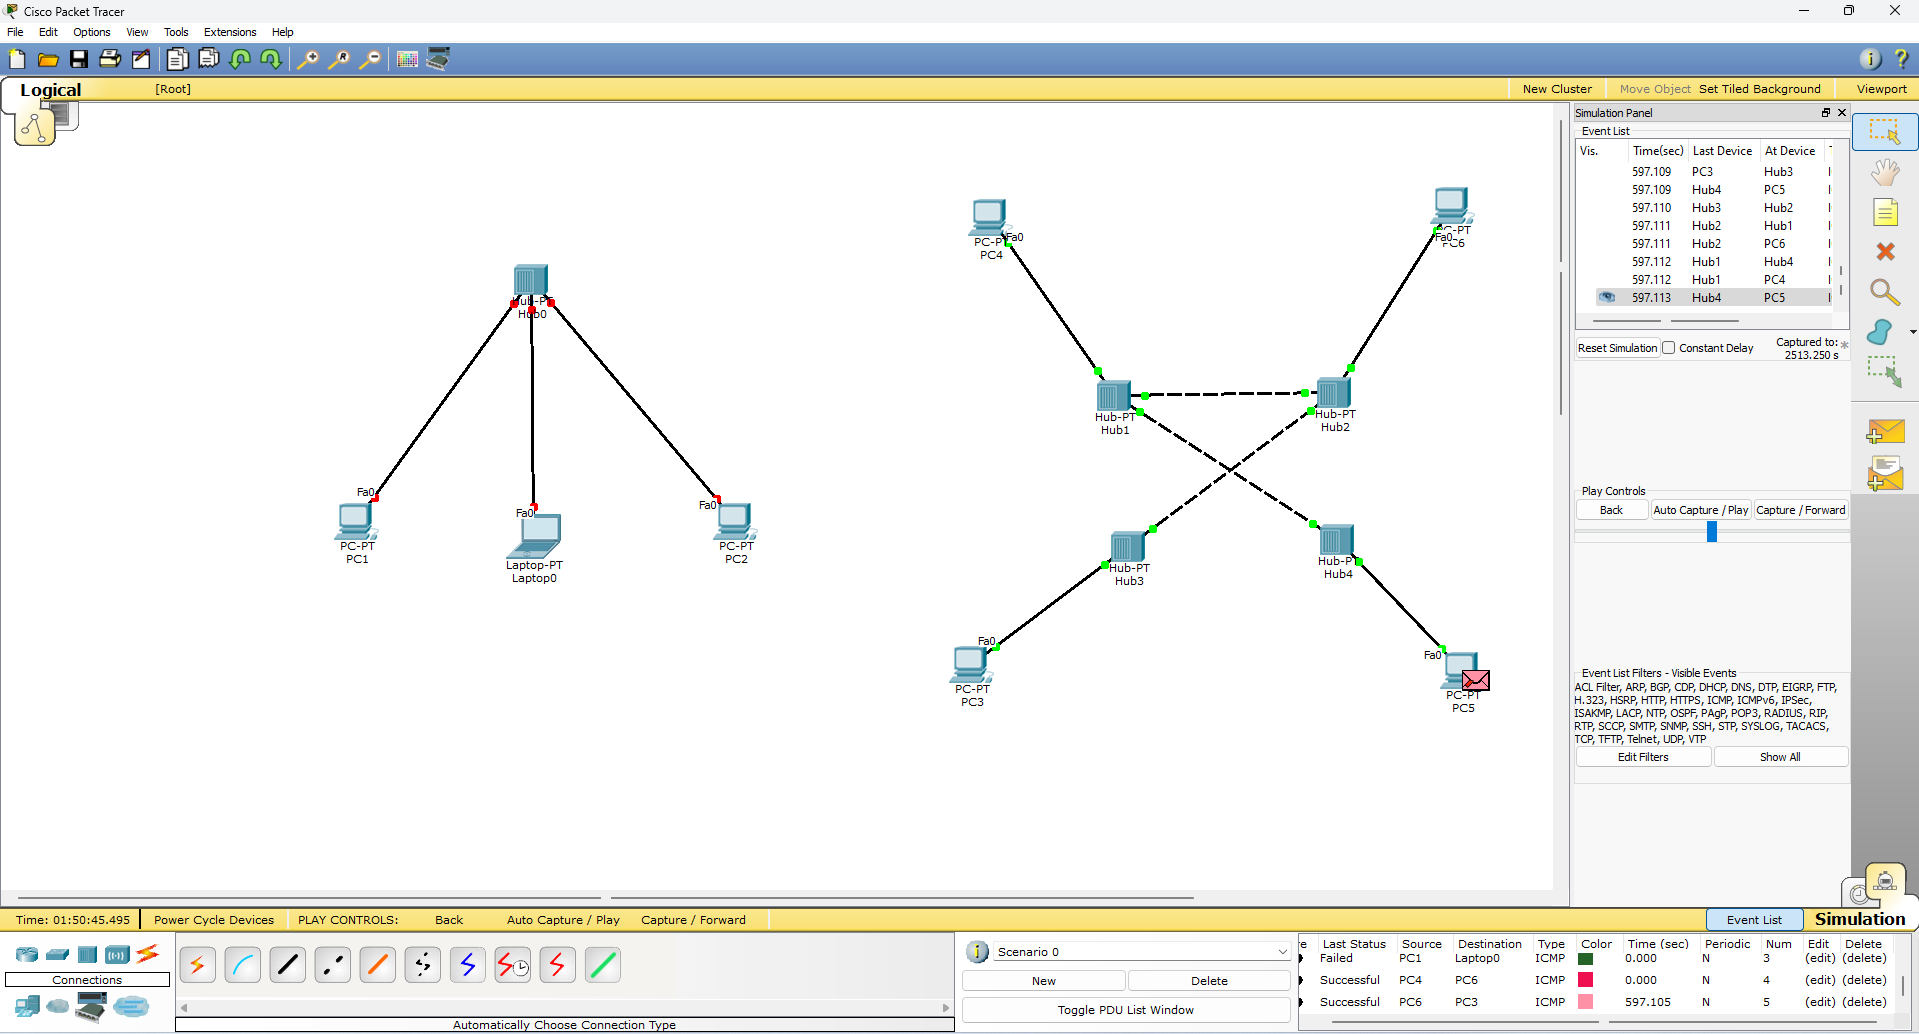 Cisco Packet Tracer
File Edit Options View Tools Extensions Help
Logical [Root] New Cluster Move Object Set Tiled Background Viewport
Simulation Panel
Event List
Vis. Time(sec) Last Device At Device
597.109 PC3 Hub3
597.109 Hub4 PC5
597.110 Hub3 Hub2
597.111 Hub2 Hub1
597.111 Hub2 PC6
597.112 Hub1 Hub4
597.112 Hub1 PC4
597.113 Hub4 PC5
Reset Simulation Constant Delay Captured to:
2513.250 s
Play Controls
Back Auto Capture / Play Capture / Forward
Event List Filters - Visible Events
ACL Filter, ARP, BGP, CDP, DHCP, DNS, DTP, EIGRP, FTP,
H.323, HSRP, HTTP, HTTPS, ICMP, ICMPv6, IPSec,
ISAKMP, LACP, NTP, OSPF, PAgP, POP3, RADIUS, RIP,
RTP, SCCP, SMTP, SNMP, SSH, STP, SYSLOG, TACACS,
TCP, TFTP, Telnet, UDP, VTP
Edit Filters Show All
Hub0
Fa0
PC-PT
PC1
Fa0
Laptop-PT
Laptop0
Fa0
PC-PT
PC2
Fa0
PC4
Fa0
PC6
Hub-PT
Hub1
Hub-PT
Hub2
Hub-PT
Hub3
Hub-PT
Hub4
Fa0
PC-PT
PC3
Fa0
PC-PT
PC5
Time: 01:50:45.495 Power Cycle Devices PLAY CONTROLS: Back Auto Capture / Play Capture / Forward Event List Simulation
Connections
Automatically Choose Connection Type
Scenario 0
New Delete
Toggle PDU List Window
Last Status Source Destination Type Color Time (sec) Periodic Num Edit Delete
Failed PC1 Laptop0 ICMP 0.000 N 3 (edit) (delete)
Successful PC4 PC6 ICMP 0.000 N 4 (edit) (delete)
Successful PC6 PC3 ICMP 597.105 N 5 (edit) (delete)